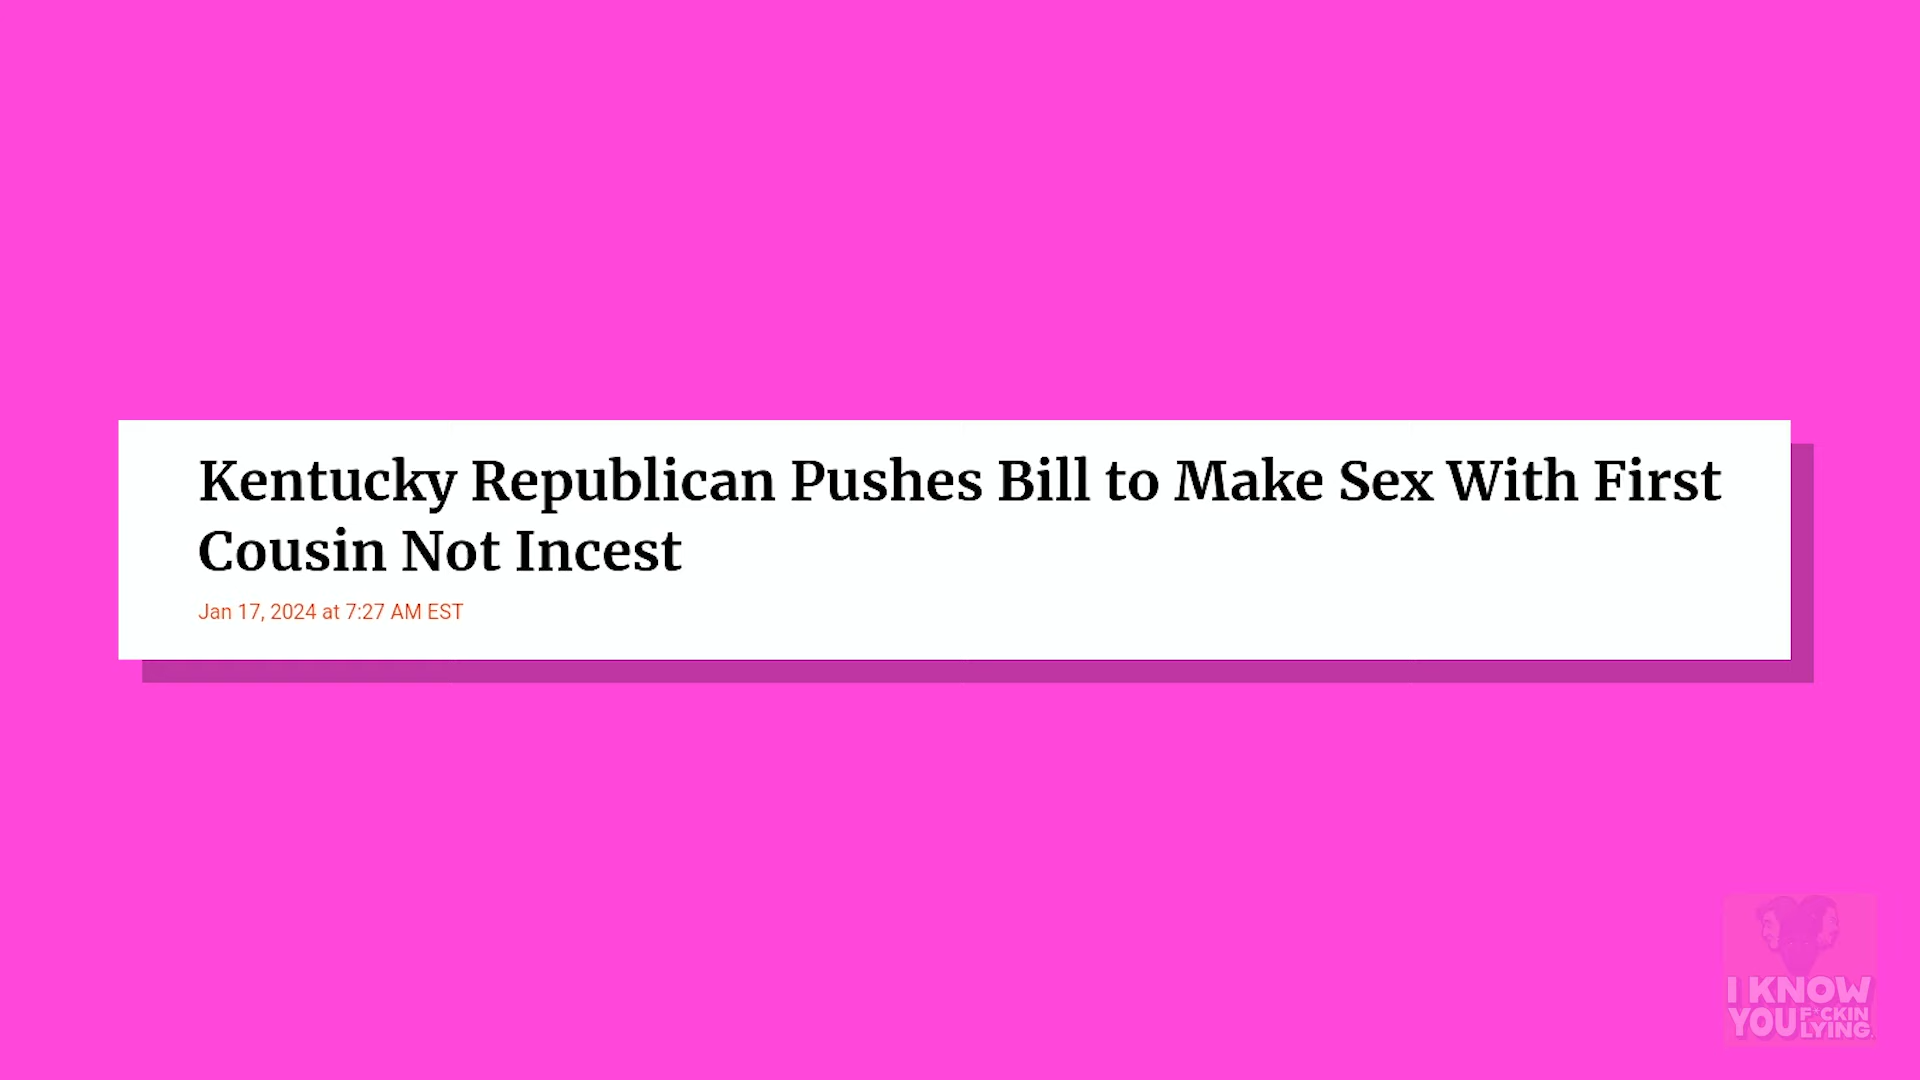 Kentucky Republican Pushes Bill to Make Sex With First
Cousin Not Incest
Jan 17, 2024 at 7:27 AM EST
I KNOW
YOU F*CKIN
LYING.